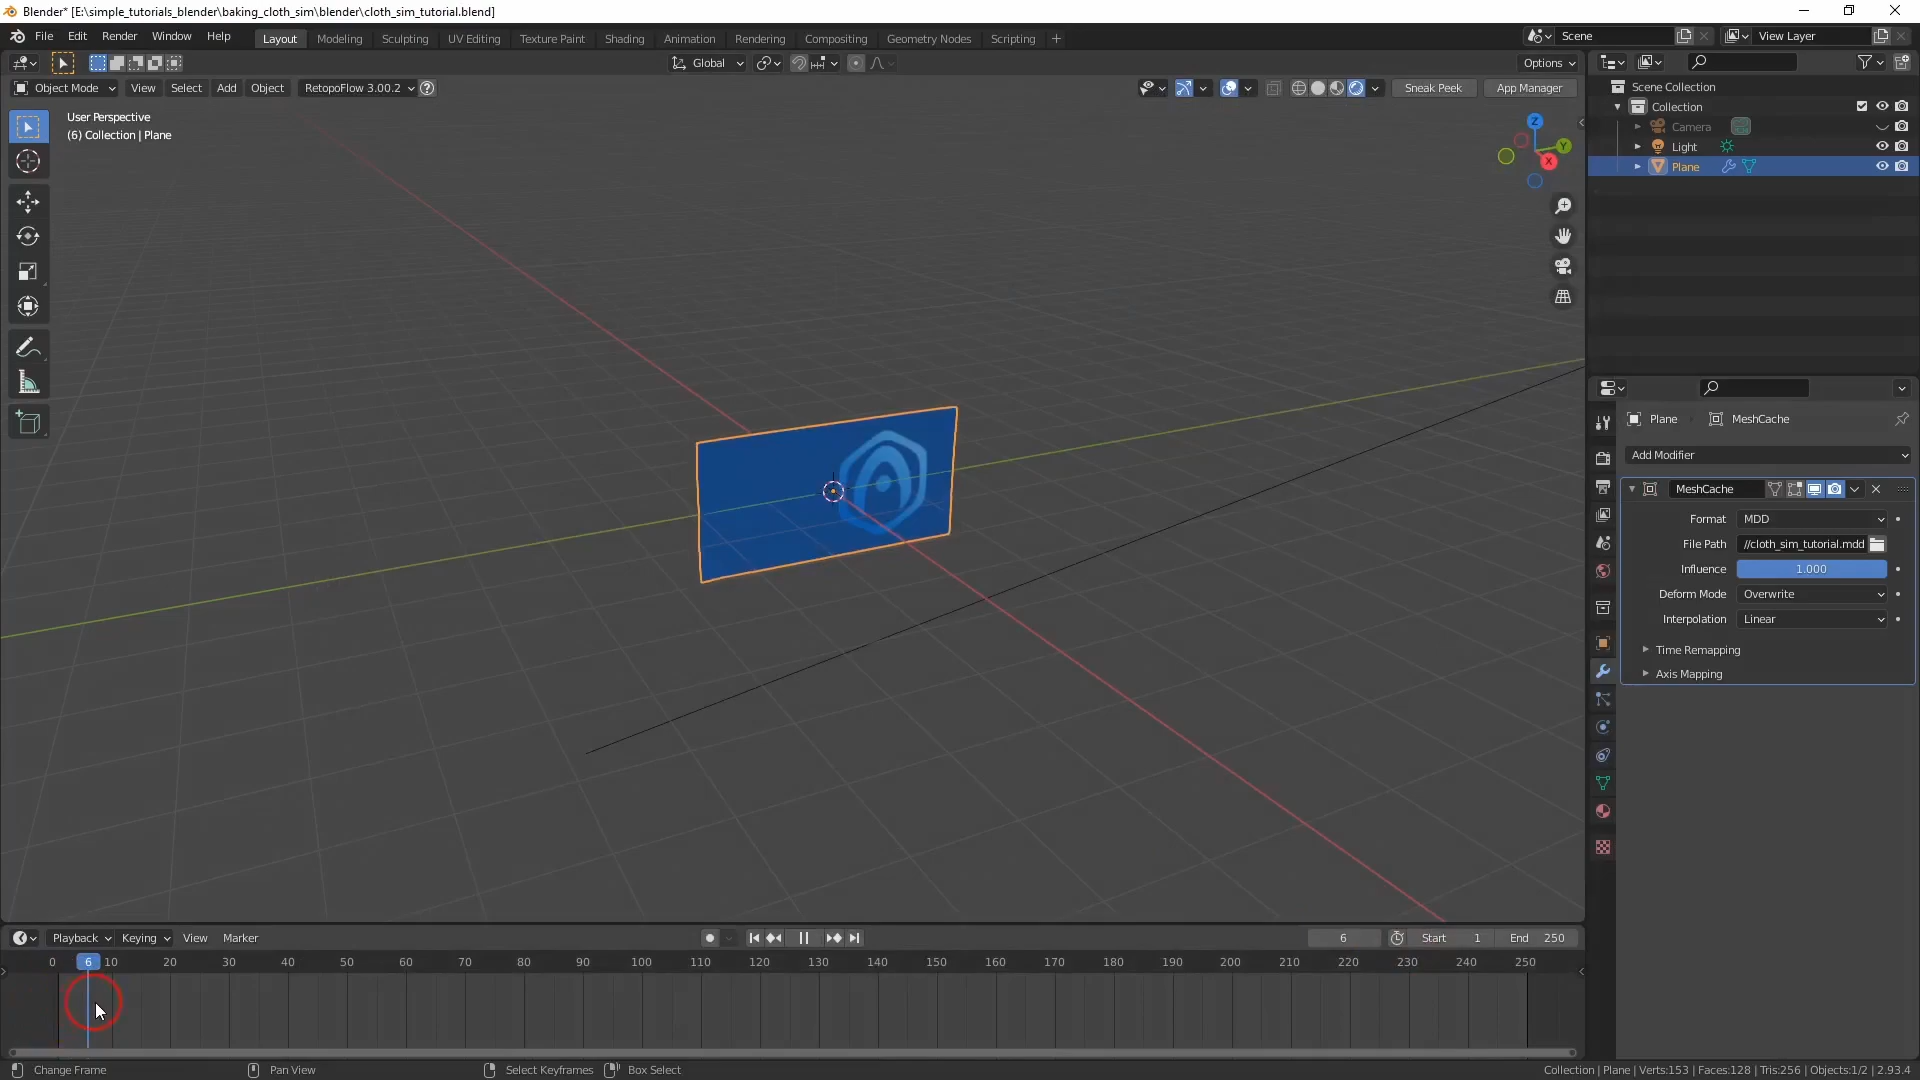 Blender* [E:\simple_tutorials_blender\baking_cloth_sim\blender\cloth_sim_tutorial.blend]
File Edit Render Window Help Layout Modeling Sculpting UV Editing Texture Paint Shading Animation Rendering Compositing Geometry Nodes Scripting + Scene View Layer
Global Options
Object Mode View Select Add Object RetopoFlow 3.00.2 Sneak Peek App Manager
User Perspective
(6) Collection | Plane
Z
Y
X
Scene Collection
Collection
Camera
Light
Plane
Plane MeshCache
Add Modifier
MeshCache
Format MDD
File Path //cloth_sim_tutorial.mdd
Influence 1.000
Deform Mode Overwrite
Interpolation Linear
Time Remapping
Axis Mapping
Playback Keying View Marker 6 Start 1 End 250
0 6 10 20 30 40 50 60 70 80 90 100 110 120 130 140 150 160 170 180 190 200 210 220 230 240 250
Change Frame Pan View Select Keyframes Box Select Collection | Plane | Verts:153 | Faces:128 | Tris:256 | Objects:1/2 | 2.93.4